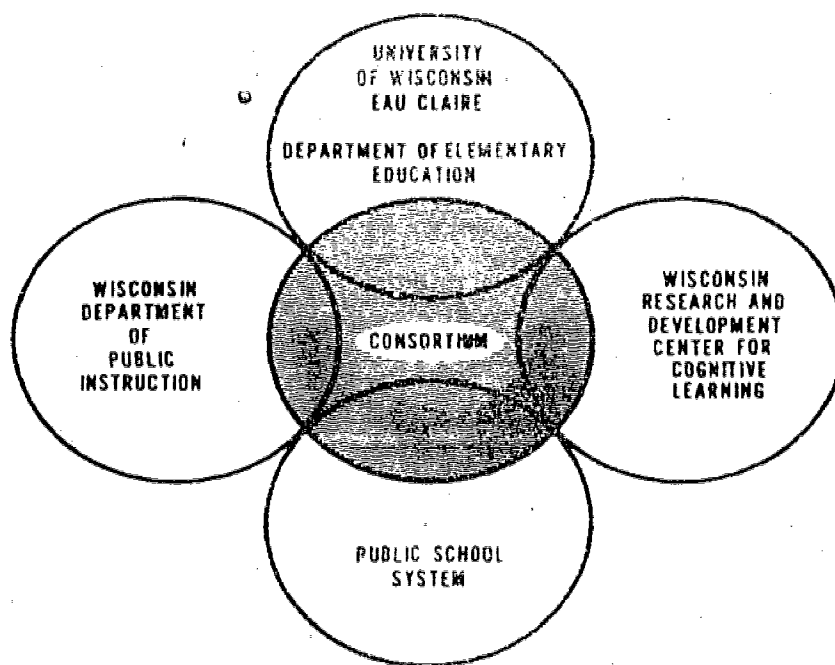 UNIVERSITY
OF WISCONSIN
EAU CLAIRE
DEPARTMENT OF ELEMENTARY
EDUCATION
WISCONSIN
DEPARTMENT
OF
PUBLIC
INSTRUCTION
CONSORTIUM
WISCONSIN
RESEARCH AND
DEVELOPMENT
CENTER FOR
COGNITIVE
LEARNING
PUBLIC SCHOOL
SYSTEM